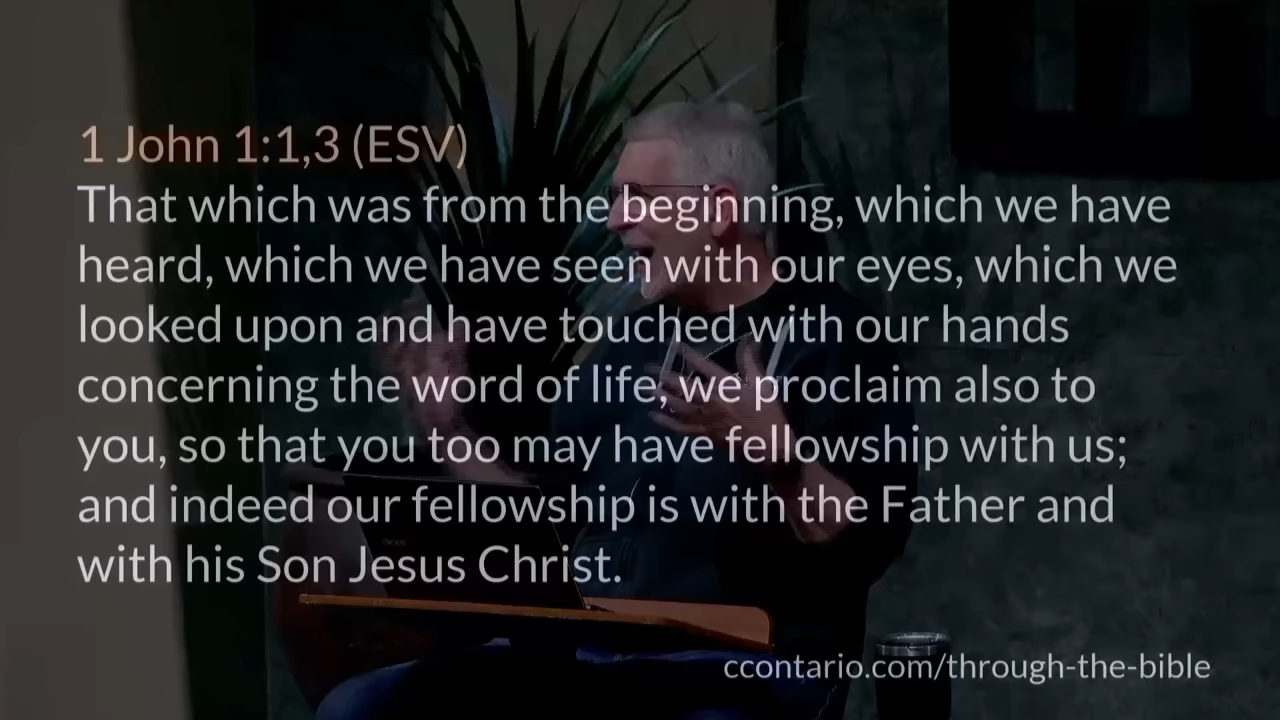 1 John 1:1,3 (ESV)
That which was from the beginning, which we have
heard, which we have seen with our eyes, which we
looked upon and have touched with our hands
concerning the word of life, we proclaim also to
you, so that you too may have fellowship with us;
and indeed our fellowship is with the Father and
with his Son Jesus Christ.
ccontario.com/through-the-bible